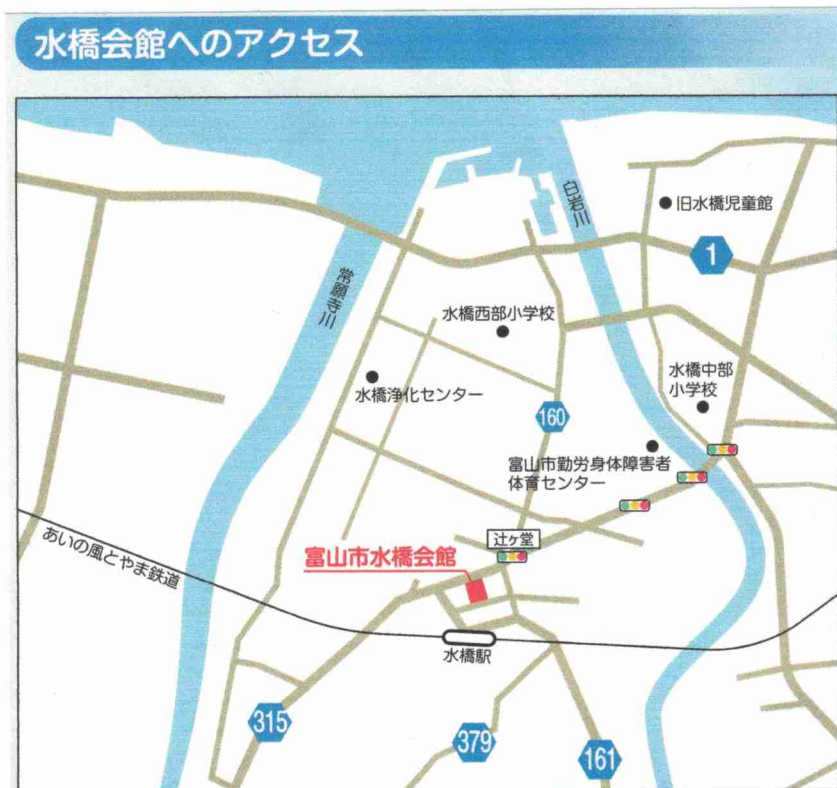 水橋会館へのアクセス
白岩川
旧水橋児童館
1
常願寺川
水橋西部小学校
水橋中部
小学校
水橋浄化センター
160
富山市勤労身体障害者
体育センター
辻ヶ堂
あいの風とやま鉄道
富山市水橋会館
水橋駅
315
379
161